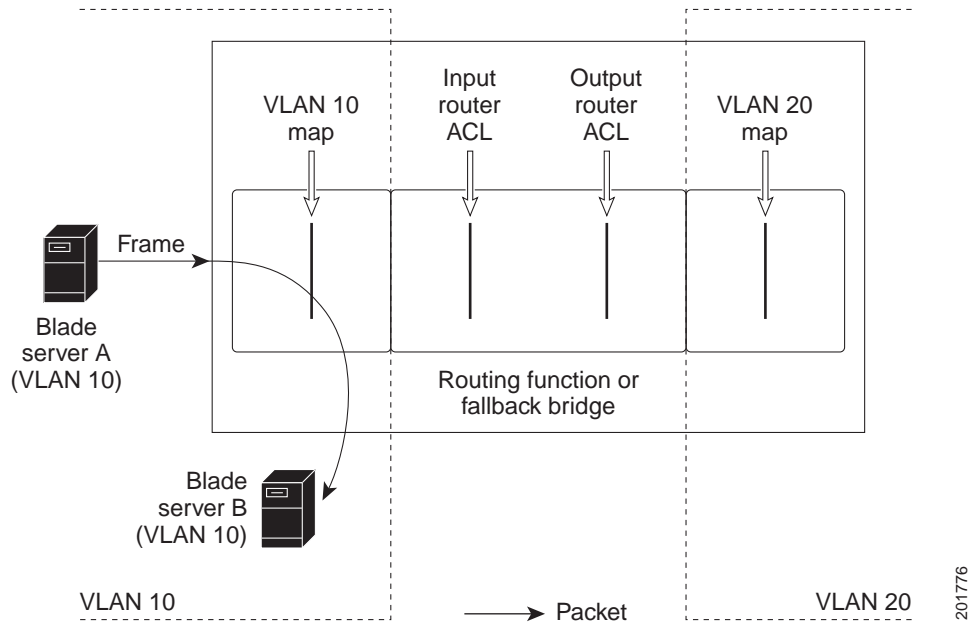 VLAN 10
map
Input
router
ACL
Output
router
ACL
VLAN 20
map
Frame
Blade
server A
(VLAN 10)
Routing function or
fallback bridge
Blade
server B
(VLAN 10)
VLAN 10
Packet
VLAN 20
201776